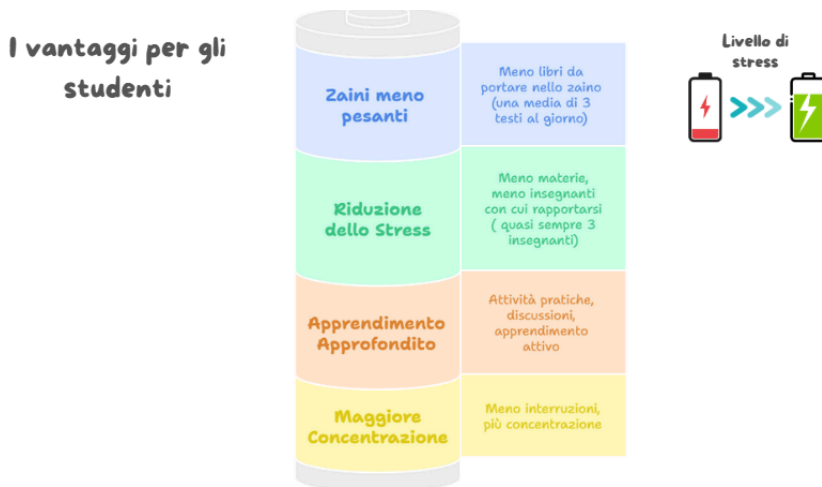 I vantaggi per gli
studenti
Zaini meno
pesanti
Meno libri da
portare nello zaino
(una media di 3
testi al giorno)
Riduzione
dello Stress
Meno materie,
meno insegnanti
con cui rapportarsi
( quasi sempre 3
insegnanti)
Apprendimento
Approfondito
Attività pratiche,
discussioni,
apprendimento
attivo
Maggiore
Concentrazione
Meno interruzioni,
più concentrazione
Livello di
stress